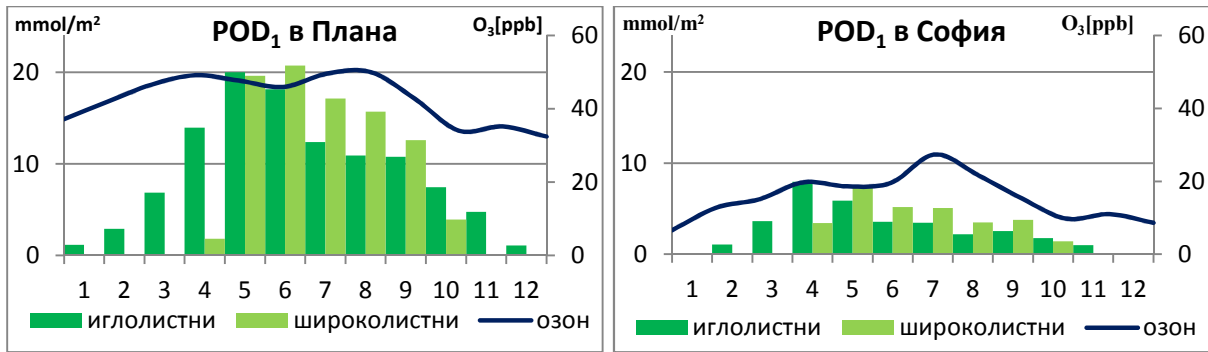 mmol/m²
POD₁ в Плана
O₃[ppb]
20
10
0
60
40
20
0
1 2 3 4 5 6 7 8 9 10 11 12
иглолистни широколистни озон
mmol/m²
POD₁ в София
O₃[ppb]
20
10
0
60
40
20
0
1 2 3 4 5 6 7 8 9 10 11 12
иглолистни широколистни озон